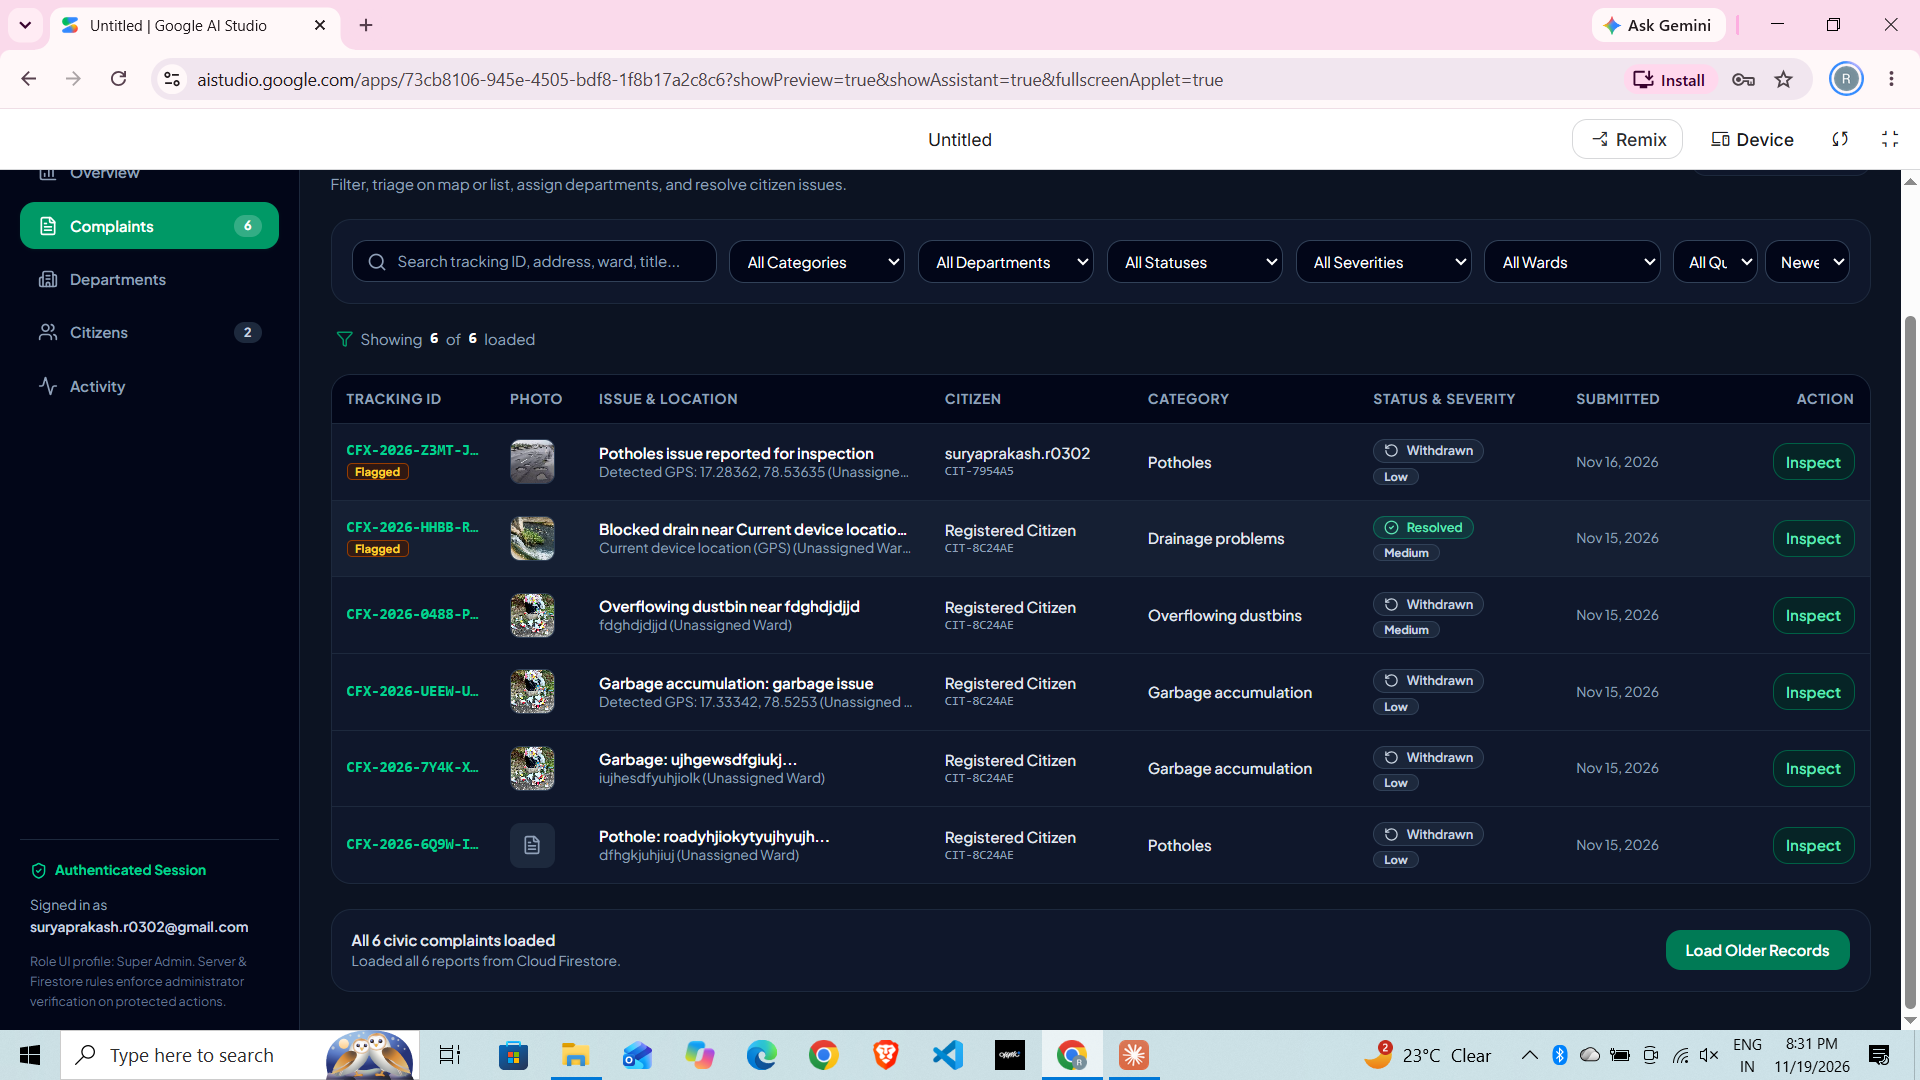 Untitled | Google AI Studio
Ask Gemini
aistudio.google.com/apps/73cb8106-945e-4505-bdf8-1f8b17a2c8c6?showPreview=true&showAssistant=true&fullscreenApplet=true
Install
R
Untitled
Remix
Device
Overview
Complaints 6
Departments
Citizens 2
Activity
Authenticated Session
Signed in as
suryaprakash.r0302@gmail.com
Role UI profile: Super Admin. Server &
Firestore rules enforce administrator
verification on protected actions.
Filter, triage on map or list, assign departments, and resolve citizen issues.
Search tracking ID, address, ward, title... All Categories All Departments All Statuses All Severities All Wards All Qu Newe
Showing 6 of 6 loaded
TRACKING ID PHOTO ISSUE & LOCATION CITIZEN CATEGORY STATUS & SEVERITY SUBMITTED ACTION
CFX-2026-Z3MT-J… Potholes issue reported for inspection suryaprakash.r0302 Potholes Withdrawn Nov 16, 2026 Inspect
Flagged Detected GPS: 17.28362, 78.53635 (Unassigne… CIT-7954A5 Low
CFX-2026-HHBB-R… Blocked drain near Current device locatio… Registered Citizen Drainage problems Resolved Nov 15, 2026 Inspect
Flagged Current device location (GPS) (Unassigned War… CIT-8C24AE Medium
CFX-2026-0488-P… Overflowing dustbin near fdghdjdjjd Registered Citizen Overflowing dustbins Withdrawn Nov 15, 2026 Inspect
fdghdjdjjd (Unassigned Ward) CIT-8C24AE Medium
CFX-2026-UEEW-U… Garbage accumulation: garbage issue Registered Citizen Garbage accumulation Withdrawn Nov 15, 2026 Inspect
Detected GPS: 17.33342, 78.5253 (Unassigned … CIT-8C24AE Low
CFX-2026-7Y4K-X… Garbage: ujhgewsdfgiukj... Registered Citizen Garbage accumulation Withdrawn Nov 15, 2026 Inspect
iujhesdfyuhjiolk (Unassigned Ward) CIT-8C24AE Low
CFX-2026-6Q9W-I… Pothole: roadyhjiokytyujhyujh... Registered Citizen Potholes Withdrawn Nov 15, 2026 Inspect
dfhgkjuhjiuj (Unassigned Ward) CIT-8C24AE Low
All 6 civic complaints loaded
Loaded all 6 reports from Cloud Firestore.
Load Older Records
Type here to search
2
23°C Clear
ENG
IN
8:31 PM
11/19/2026